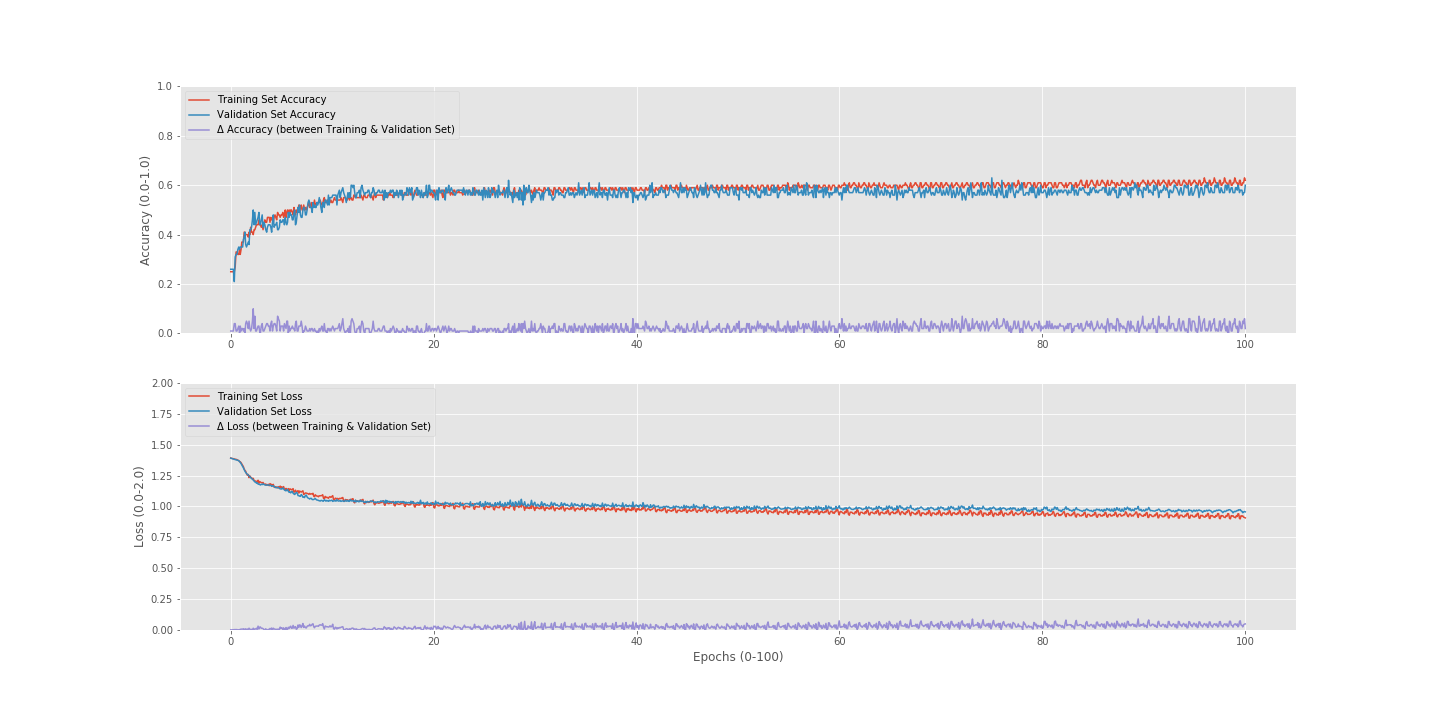 1.0
0.8
0.6
0.4
0.2
0.0
Accuracy (0.0-1.0)
Training Set Accuracy
Validation Set Accuracy
Δ Accuracy (between Training & Validation Set)
0 20 40 60 80 100
2.00
1.75
1.50
1.25
1.00
0.75
0.50
0.25
0.00
Loss (0.0-2.0)
Training Set Loss
Validation Set Loss
Δ Loss (between Training & Validation Set)
0 20 40 60 80 100
Epochs (0-100)